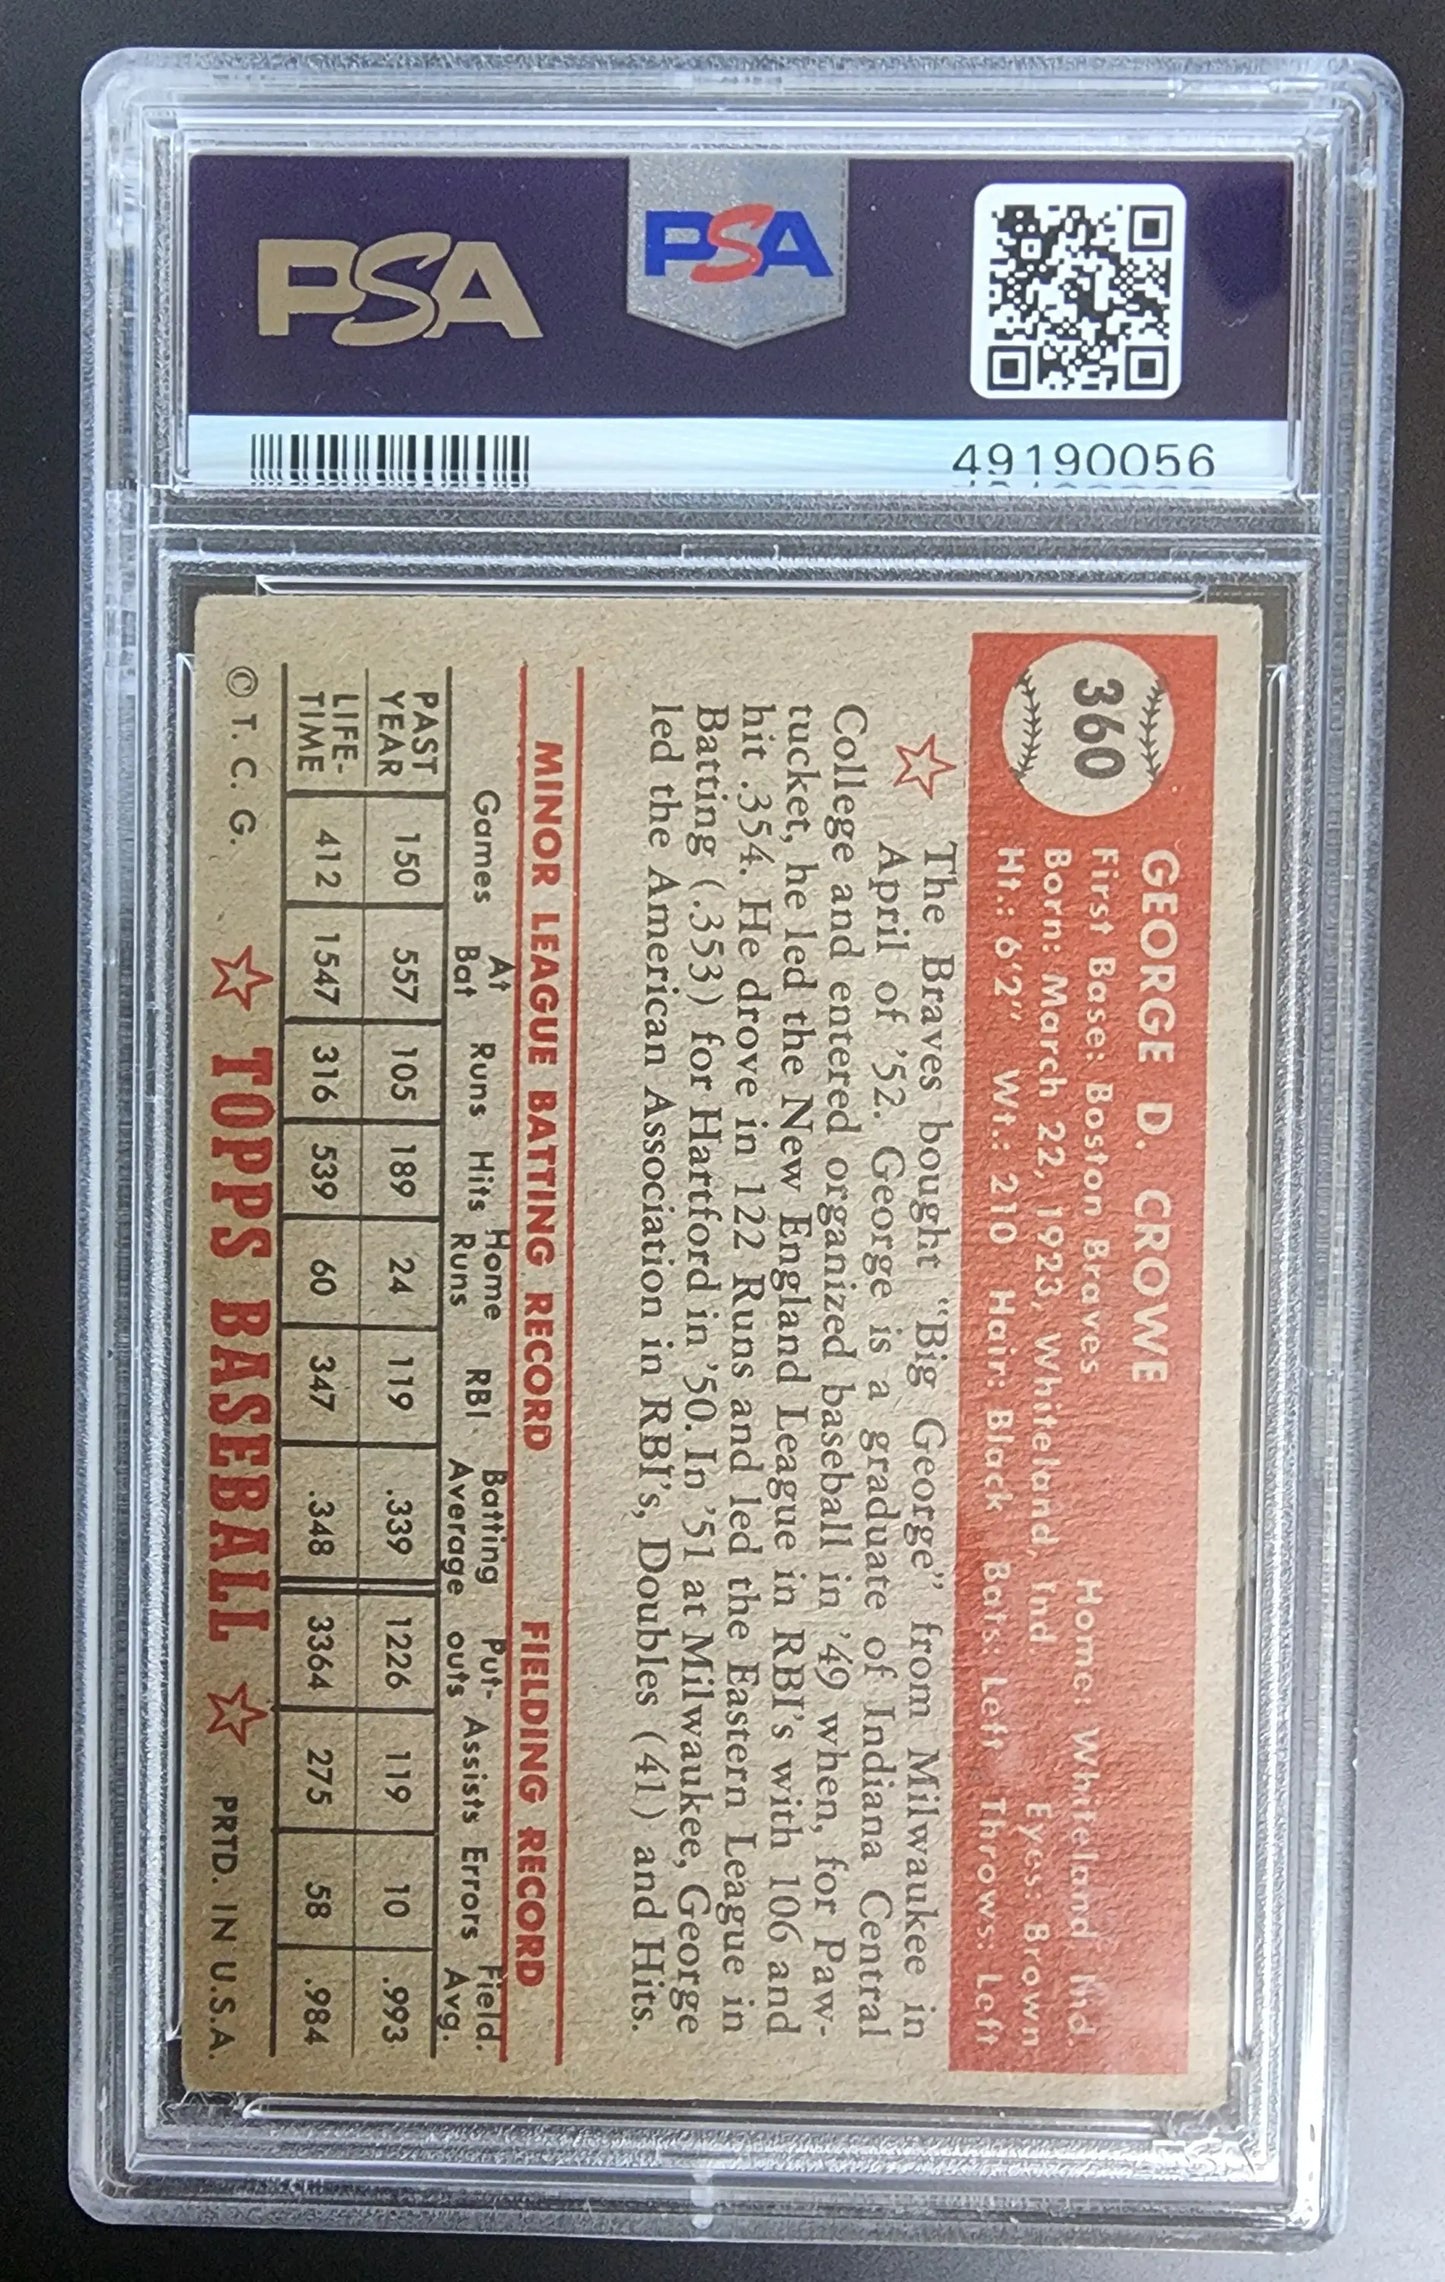 PSA
PSA
49190056
360
GEORGE D. CROWE
First Base: Boston Braves Home: Whiteland, Ind.
Born: March 22, 1923, Whiteland, Ind. Eyes: Brown
Ht.: 6'2" Wt.: 210 Hair: Black Bats: Left Throws: Left
The Braves bought "Big George" from Milwaukee in
April of '52. George is a graduate of Indiana Central
College and entered organized baseball in '49 when, for Paw-
tucket, he led the New England League in RBI's with 106 and
hit .354. He drove in 122 Runs and led the Eastern League in
Batting (.353) for Hartford in '50. In '51 at Milwaukee, George
led the American Association in RBI's, Doubles (41) and Hits.
MINOR LEAGUE BATTING RECORD FIELDING RECORD
Games At Bat Runs Hits Home Runs RBI Batting Average Put-outs Assists Errors Field. Avg.
PAST YEAR 150 557 105 189 24 119 .339 1226 119 10 .993
LIFE-TIME 412 1547 316 539 60 347 .348 3364 275 58 .984
© T. C. G. TOPPS BASEBALL PRTD. IN U.S.A.